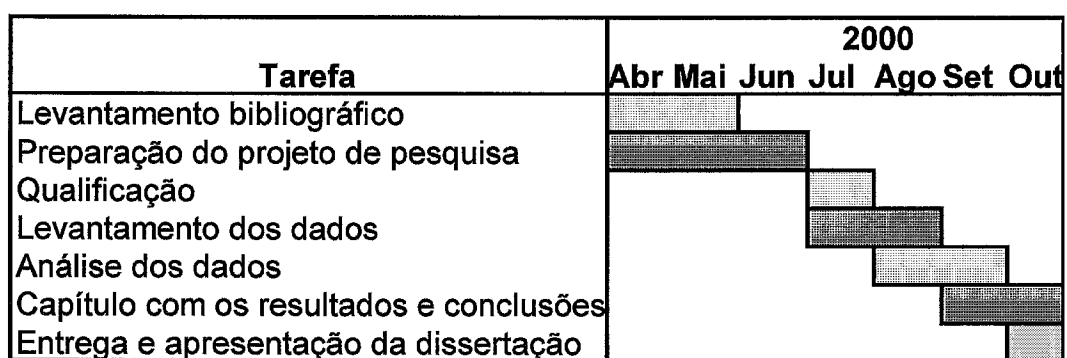 2000
Tarefa Abr Mai Jun Jul Ago Set Out
Levantamento bibliográfico
Preparação do projeto de pesquisa
Qualificação
Levantamento dos dados
Análise dos dados
Capítulo com os resultados e conclusões
Entrega e apresentação da dissertação